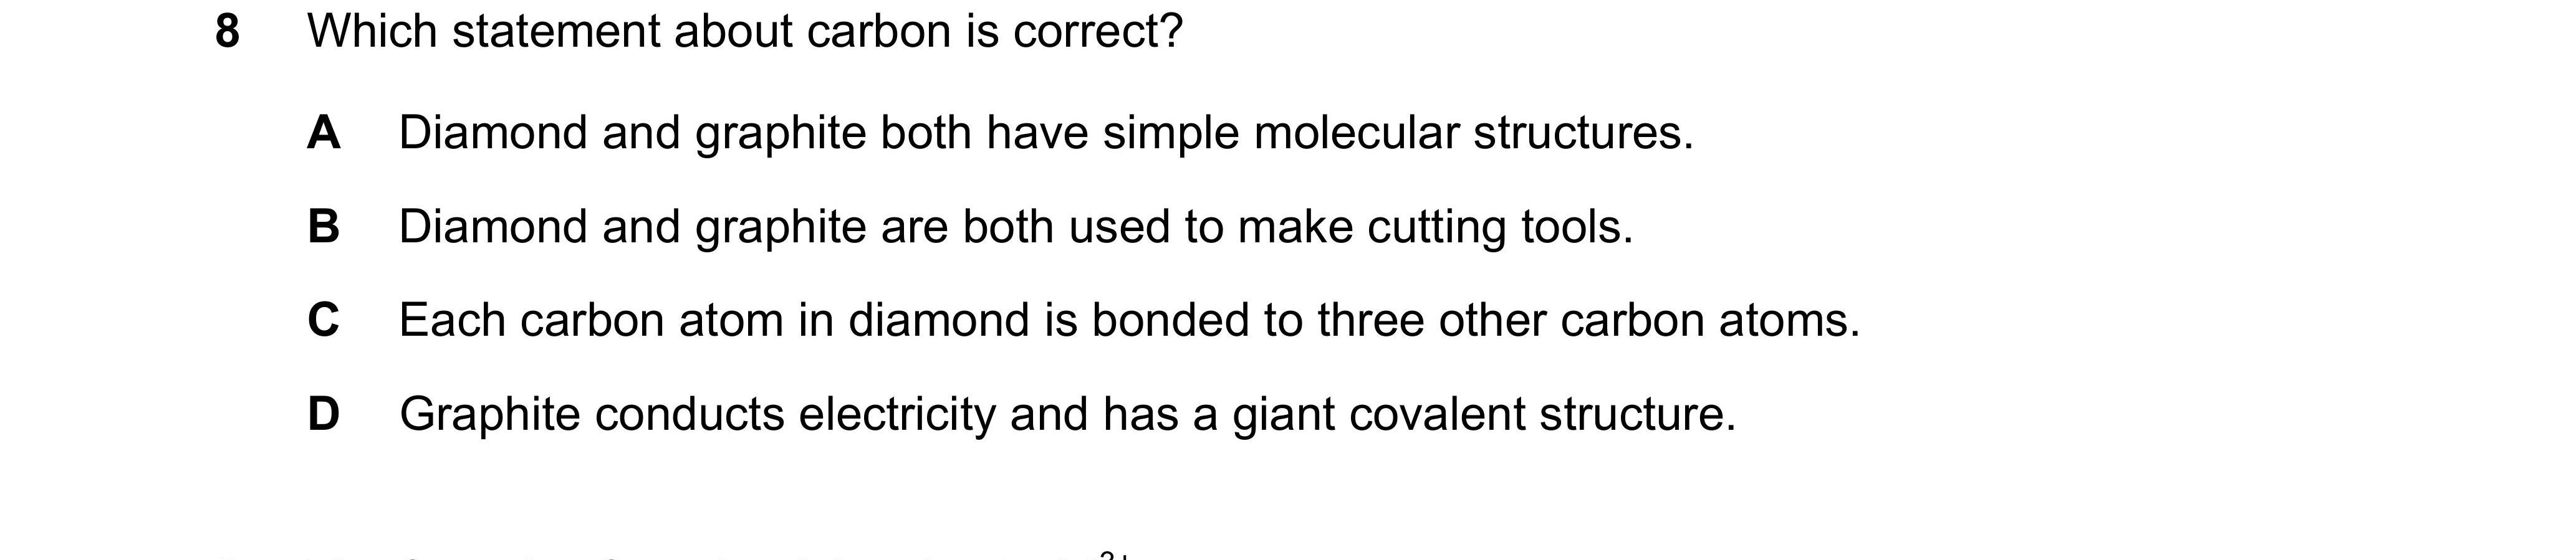 8 Which statement about carbon is correct?
A Diamond and graphite both have simple molecular structures.
B Diamond and graphite are both used to make cutting tools.
C Each carbon atom in diamond is bonded to three other carbon atoms.
D Graphite conducts electricity and has a giant covalent structure.